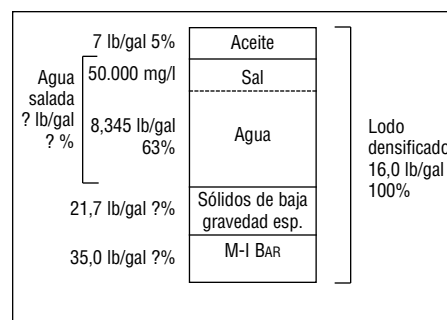 7 lb/gal 5%
Aceite
50.000 mg/l
Sal
Agua
salada
? lb/gal
? %
8,345 lb/gal
63%
Agua
Lodo
densificado
16,0 lb/gal
100%
21,7 lb/gal ?%
Sólidos de baja
gravedad esp.
35,0 lb/gal ?%
M-I BAR